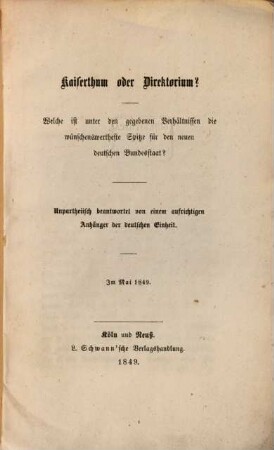 Kaiserthum oder Direktorium?
Welche ist unter den gegebenen Verhältnissen die
wünschenswertheste Spitze für den neuen
deutschen Bundesstaat?
Unpartheiisch beantwortet von einem aufrichtigen
Anhänger der deutschen Einheit.
Im Mai 1849.
Köln und Neuß.
L. Schwann'sche Verlagshandlung.
1849.